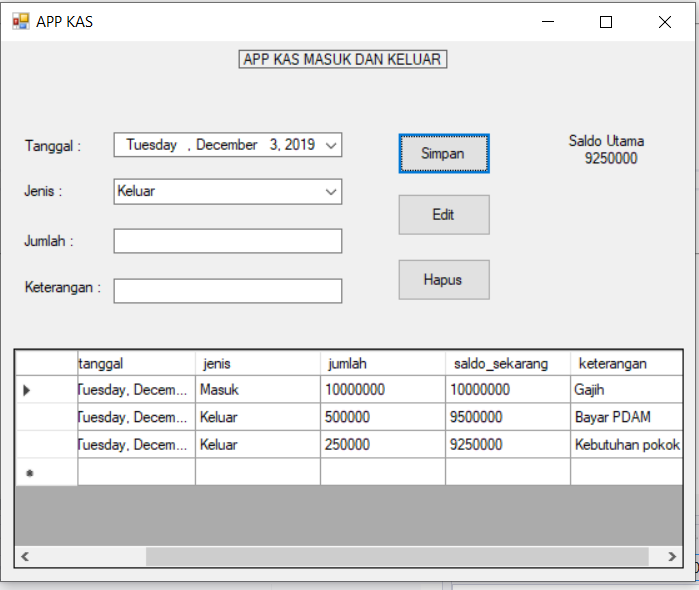 APP KAS
APP KAS MASUK DAN KELUAR
Tanggal : Tuesday , December 3, 2019
Jenis : Keluar
Jumlah :
Keterangan :
Simpan
Edit
Hapus
Saldo Utama
9250000
tanggal jenis jumlah saldo_sekarang keterangan
Tuesday, Decem... Masuk 10000000 10000000 Gajih
Tuesday, Decem... Keluar 500000 9500000 Bayar PDAM
Tuesday, Decem... Keluar 250000 9250000 Kebutuhan pokok